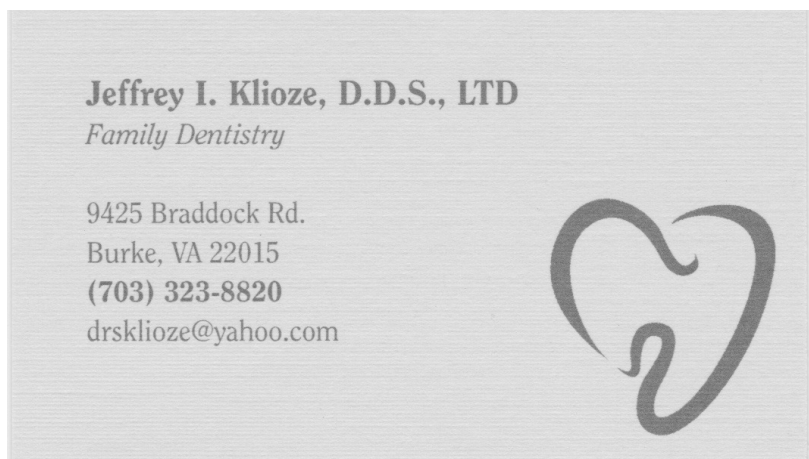 Jeffrey I. Klioze, D.D.S., LTD
Family Dentistry
9425 Braddock Rd.
Burke, VA 22015
(703) 323-8820
drsklioze@yahoo.com